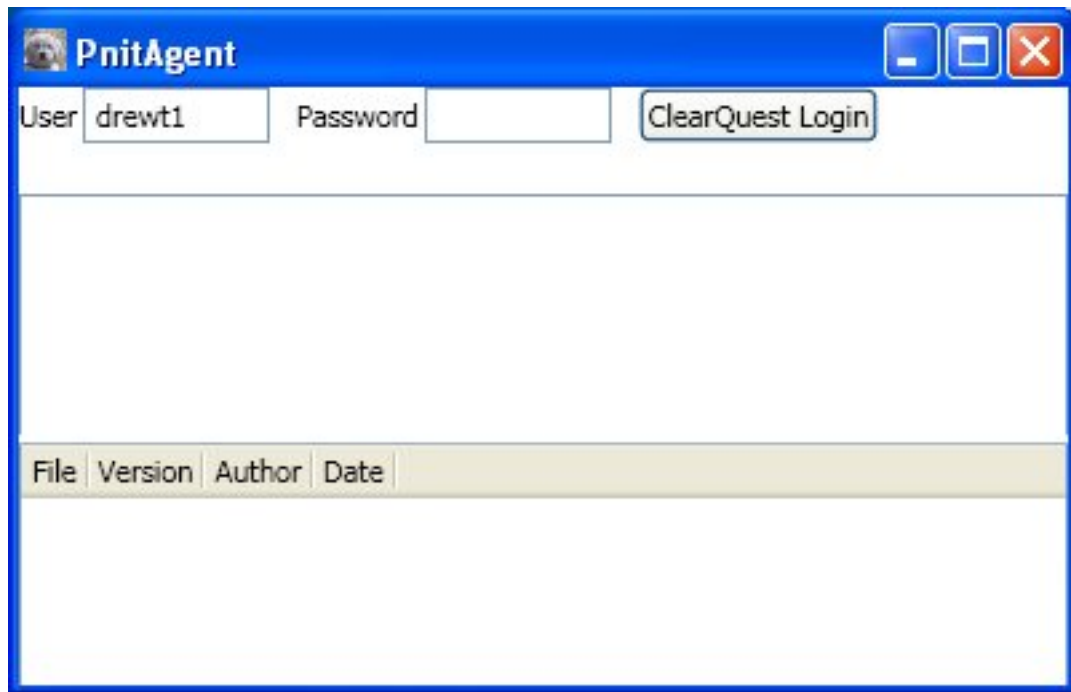 PnitAgent
User drewt1 Password ClearQuest Login
File Version Author Date